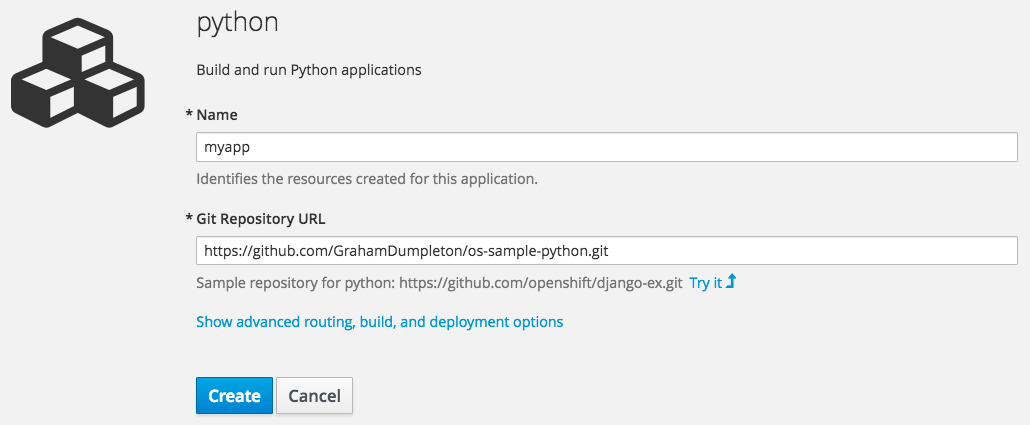 python
Build and run Python applications
* Name
myapp
Identifies the resources created for this application.
* Git Repository URL
https://github.com/GrahamDumpleton/os-sample-python.git
Sample repository for python: https://github.com/openshift/django-ex.git Try it
Show advanced routing, build, and deployment options
Create Cancel